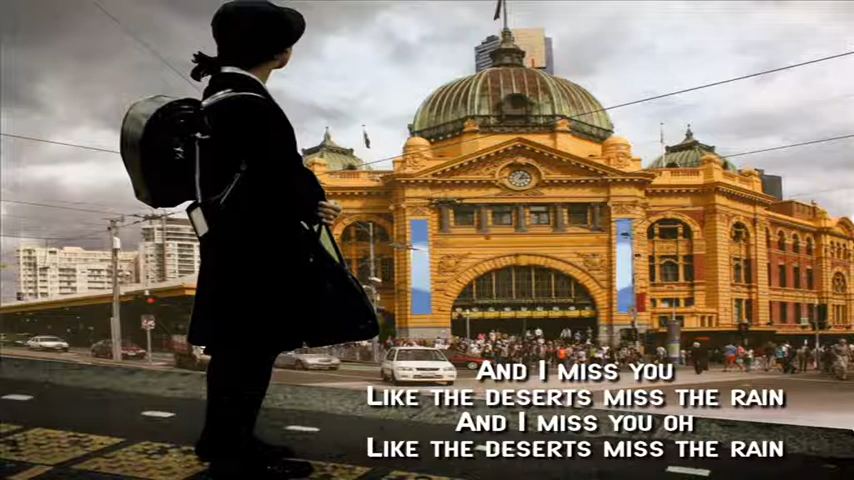 And I miss you
Like the deserts miss the rain
And I miss you oh
Like the deserts miss the rain